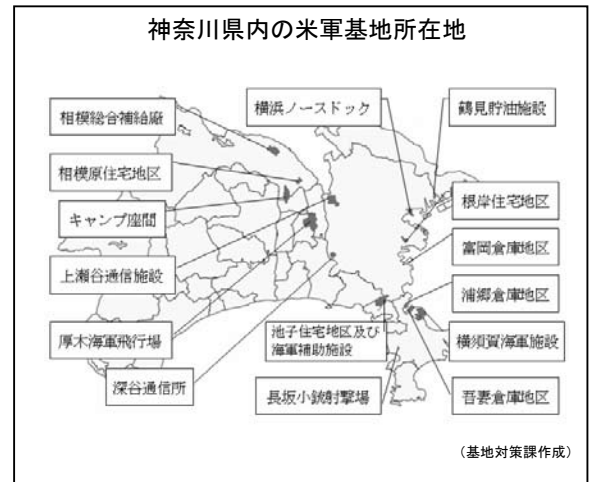 神奈川県内の米軍基地所在地
相模総合補給廠
横浜ノースドック
鶴見貯油施設
相模原住宅地区
根岸住宅地区
キャンプ座間
富岡倉庫地区
上瀬谷通信施設
浦郷倉庫地区
厚木海軍飛行場
池子住宅地区及び
海軍補助施設
横須賀海軍施設
深谷通信所
長坂小銃射撃場
吾妻倉庫地区
(基地対策課作成)